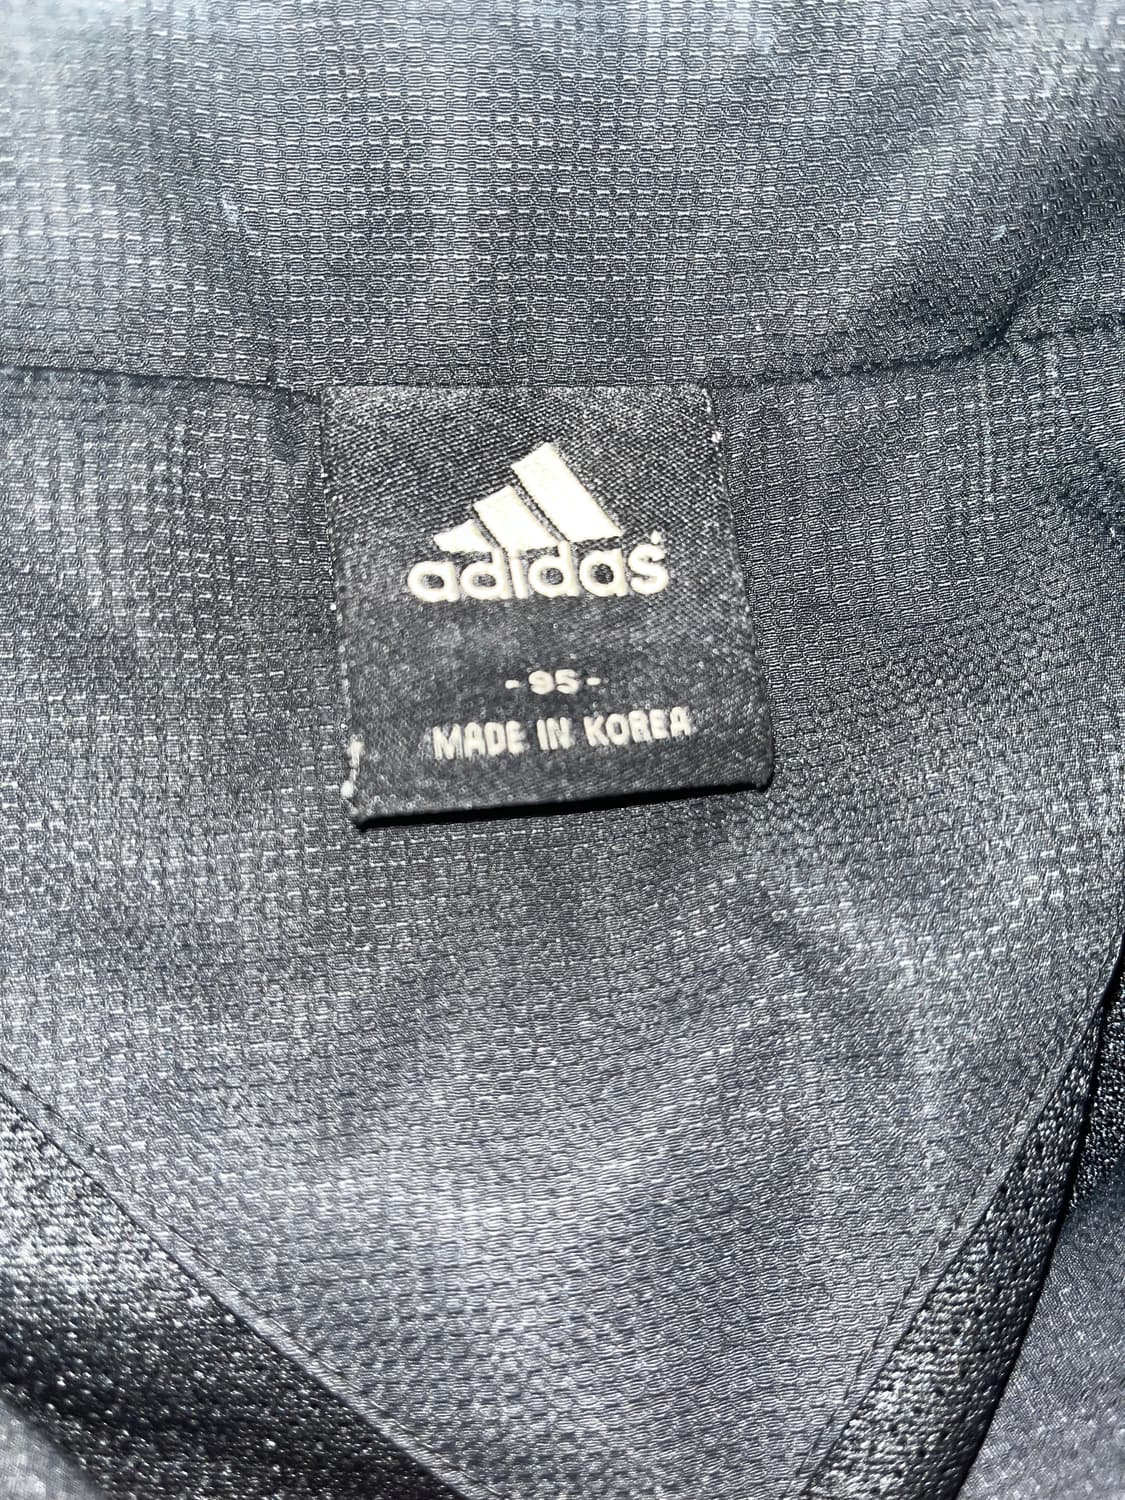 adidas
-95-
MADE IN KOREA